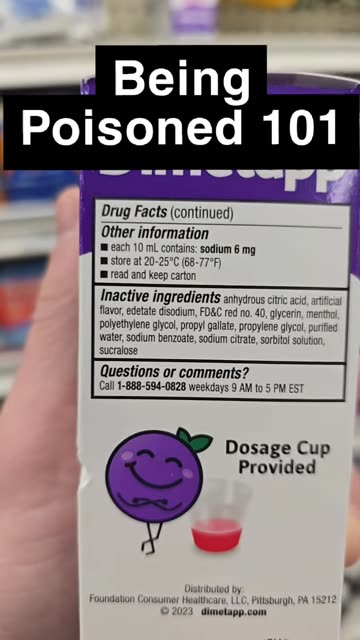 Being
Poisoned 101
Dimetapp
Drug Facts (continued)
Other information
■ each 10 mL contains: sodium 6 mg
■ store at 20-25°C (68-77°F)
■ read and keep carton
Inactive ingredients anhydrous citric acid, artificial
flavor, edetate disodium, FD&C red no. 40, glycerin, menthol,
polyethylene glycol, propyl gallate, propylene glycol, purified
water, sodium benzoate, sodium citrate, sorbitol solution,
sucralose
Questions or comments?
Call 1-888-594-0828 weekdays 9 AM to 5 PM EST
Dosage Cup
Provided
Distributed by:
Foundation Consumer Healthcare, LLC, Pittsburgh, PA 15212
© 2023 dimetapp.com